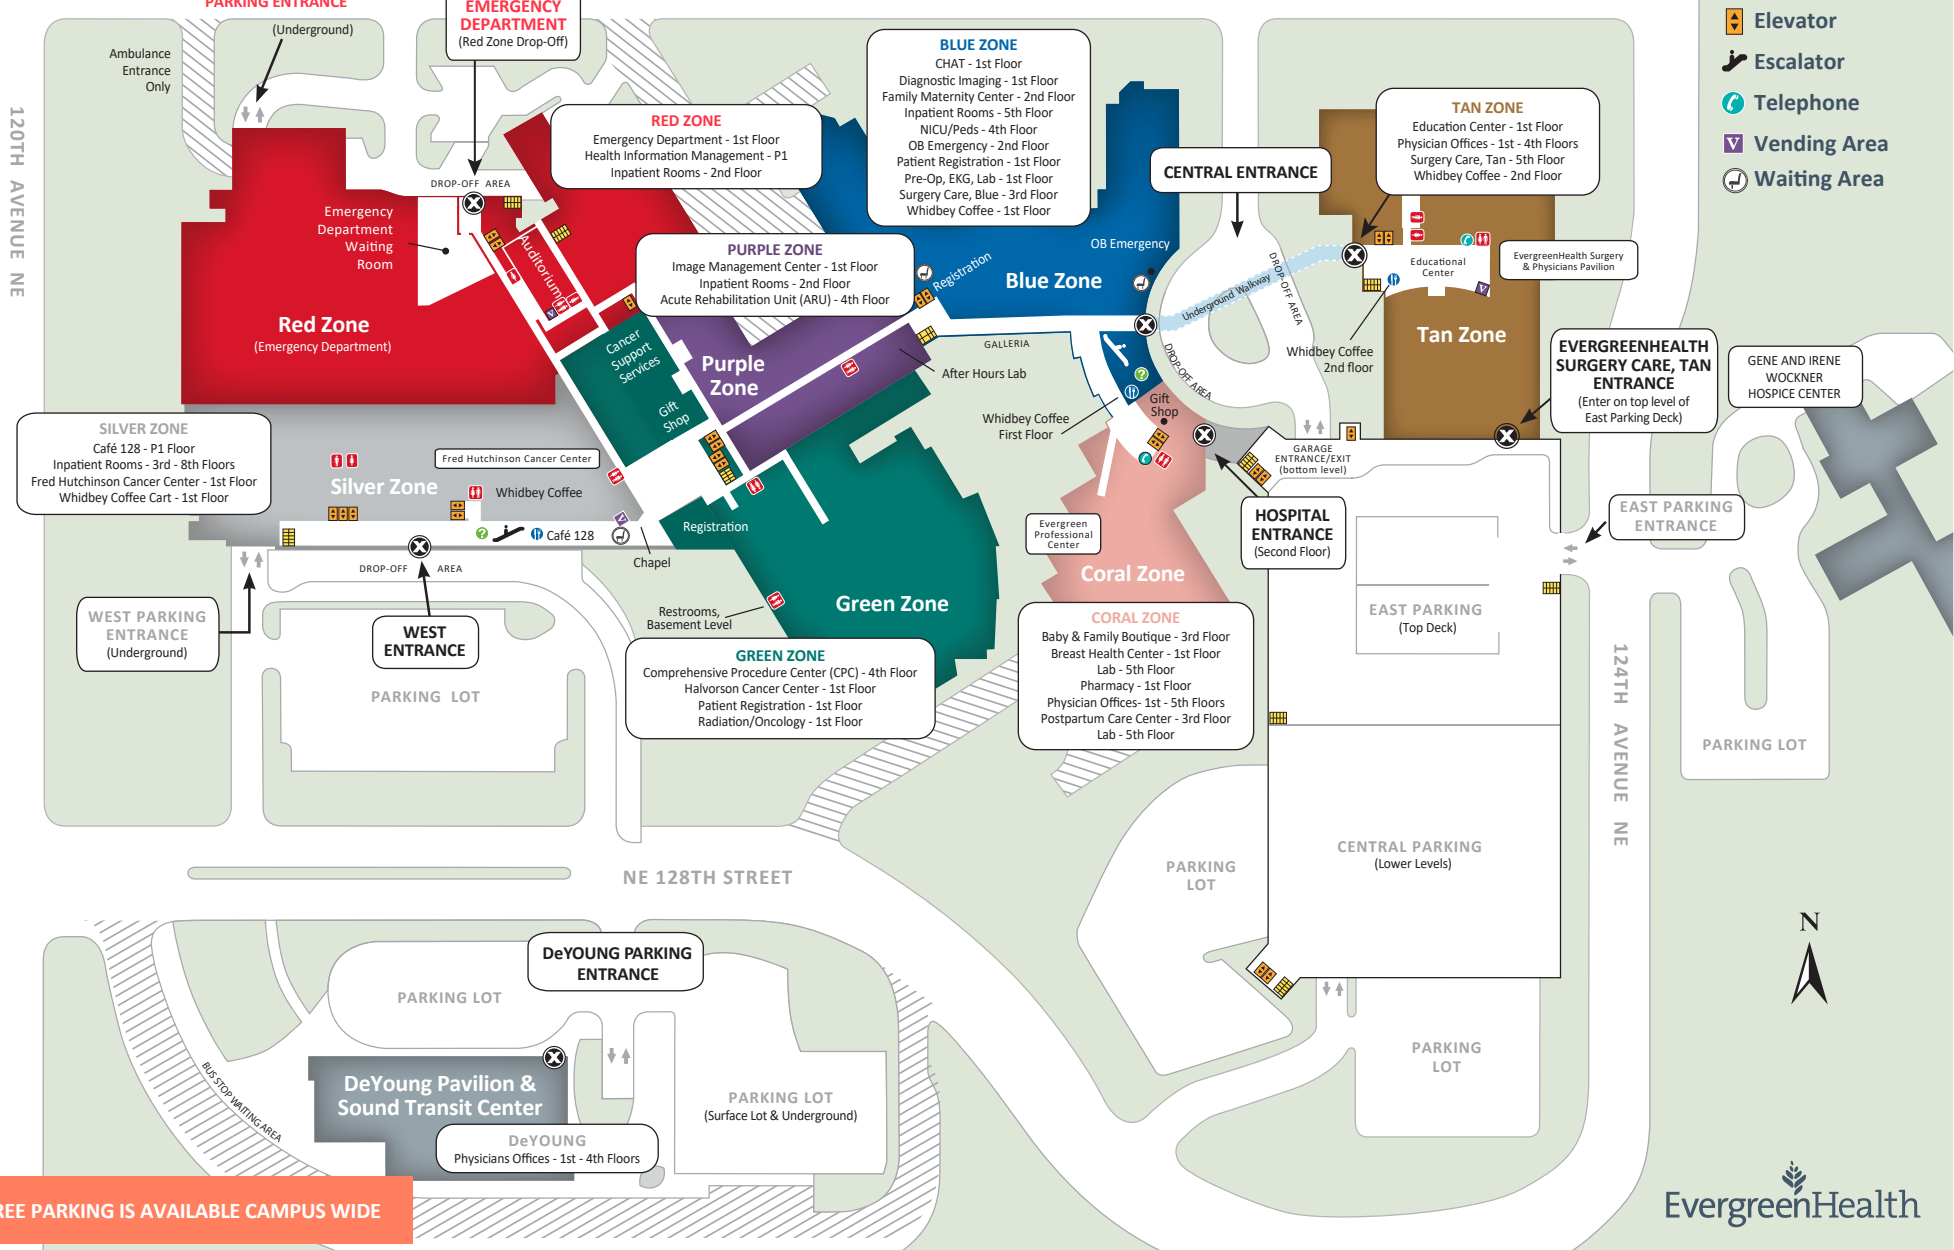 PARKING ENTRANCE
(Underground)
Ambulance
Entrance
Only
EMERGENCY
DEPARTMENT
(Red Zone Drop-Off)
DROP-OFF AREA
120TH AVENUE NE
BLUE ZONE
CHAT - 1st Floor
Diagnostic Imaging - 1st Floor
Family Maternity Center - 2nd Floor
Inpatient Rooms - 5th Floor
NICU/Peds - 4th Floor
OB Emergency - 2nd Floor
Patient Registration - 1st Floor
Pre-Op, EKG, Lab - 1st Floor
Surgery Care, Blue - 3rd Floor
Whidbey Coffee - 1st Floor
RED ZONE
Emergency Department - 1st Floor
Health Information Management - P1
Inpatient Rooms - 2nd Floor
PURPLE ZONE
Image Management Center - 1st Floor
Inpatient Rooms - 2nd Floor
Acute Rehabilitation Unit (ARU) - 4th Floor
CENTRAL ENTRANCE
TAN ZONE
Education Center - 1st Floor
Physician Offices - 1st - 4th Floors
Surgery Care, Tan - 5th Floor
Whidbey Coffee - 2nd Floor
Elevator
Escalator
Telephone
V Vending Area
Waiting Area
Emergency
Department
Waiting
Room
Auditorium
V
Red Zone
(Emergency Department)
Cancer
Support
Services
Gift
Shop
Purple
Zone
Registration
Blue Zone
OB Emergency
GALLERIA
After Hours Lab
Underground Walkway
DROP-OFF AREA
DROP-OFF AREA
Educational
Center
V
EvergreenHealth Surgery
& Physicians Pavilion
Whidbey Coffee
2nd floor
Tan Zone
EVERGREENHEALTH
SURGERY CARE, TAN
ENTRANCE
(Enter on top level of
East Parking Deck)
GENE AND IRENE
WOCKNER
HOSPICE CENTER
Whidbey Coffee
First Floor
Gift
Shop
?
GARAGE
ENTRANCE/EXIT
(bottom level)
SILVER ZONE
Café 128 - P1 Floor
Inpatient Rooms - 3rd - 8th Floors
Fred Hutchinson Cancer Center - 1st Floor
Whidbey Coffee Cart - 1st Floor
Fred Hutchinson Cancer Center
Silver Zone
Whidbey Coffee
?
Café 128
V
Registration
Chapel
DROP-OFF AREA
WEST PARKING
ENTRANCE
(Underground)
WEST
ENTRANCE
PARKING LOT
Restrooms,
Basement Level
Green Zone
GREEN ZONE
Comprehensive Procedure Center (CPC) - 4th Floor
Halvorson Cancer Center - 1st Floor
Patient Registration - 1st Floor
Radiation/Oncology - 1st Floor
Evergreen
Professional
Center
Coral Zone
CORAL ZONE
Baby & Family Boutique - 3rd Floor
Breast Health Center - 1st Floor
Lab - 5th Floor
Pharmacy - 1st Floor
Physician Offices- 1st - 5th Floors
Postpartum Care Center - 3rd Floor
Lab - 5th Floor
HOSPITAL
ENTRANCE
(Second Floor)
EAST PARKING
ENTRANCE
EAST PARKING
(Top Deck)
124TH AVENUE NE
PARKING LOT
CENTRAL PARKING
(Lower Levels)
PARKING
LOT
NE 128TH STREET
N
DeYOUNG PARKING
ENTRANCE
PARKING LOT
BUS STOP WAITING AREA
DeYoung Pavilion &
Sound Transit Center
DeYOUNG
Physicians Offices - 1st - 4th Floors
PARKING LOT
(Surface Lot & Underground)
PARKING
LOT
REE PARKING IS AVAILABLE CAMPUS WIDE
EvergreenHealth